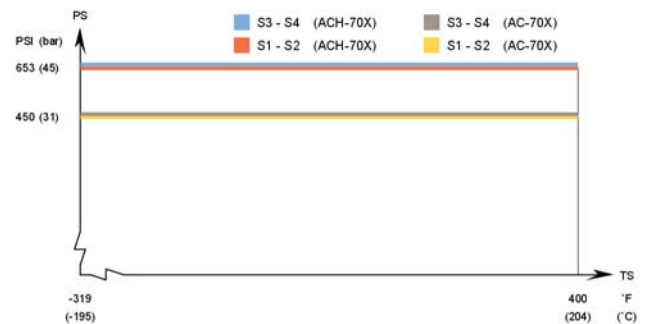 PS
PSI (bar)
S3 - S4 (ACH-70X)
S3 - S4 (AC-70X)
S1 - S2 (ACH-70X)
S1 - S2 (AC-70X)
653 (45)
450 (31)
TS
-319
400
˚F
(-195)
(204)
(˚C)